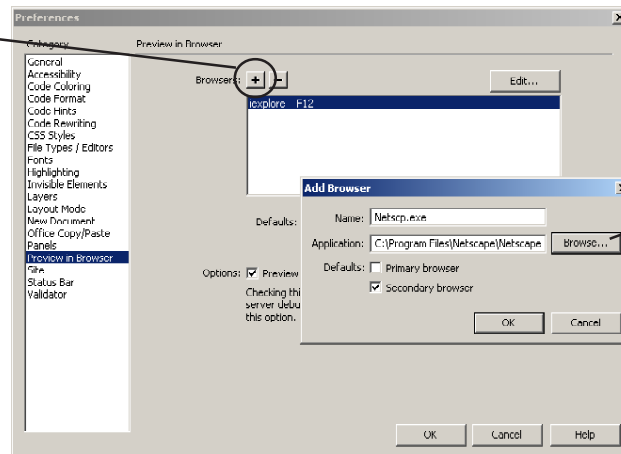 Preferences
Category
Preview in Browser
General
Accessibility
Code Coloring
Code Format
Code Hints
Code Rewriting
CSS Styles
File Types / Editors
Fonts
Highlighting
Invisible Elements
Layers
Layout Mode
New Document
Office Copy/Paste
Panels
Preview in Browser
Site
Status Bar
Validator
Browsers: + −
Edit...
iexplore F12
Defaults:
Options: Preview
Checking thi
server debu
this option.
Add Browser
Name: Netscp.exe
Application: C:\Program Files\Netscape\Netscape Browse...
Defaults: Primary browser
Secondary browser
OK Cancel
OK Cancel Help